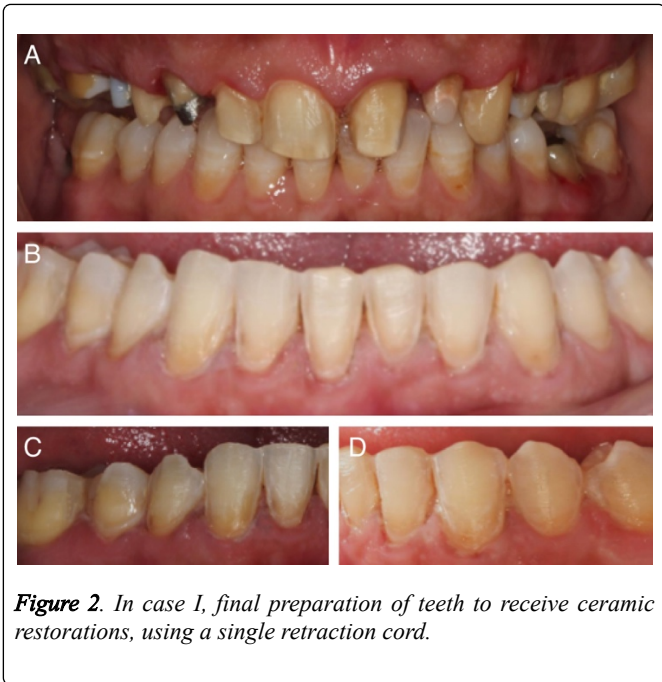 A
B
C
D
Figure 2. In case I, final preparation of teeth to receive ceramic
restorations, using a single retraction cord.